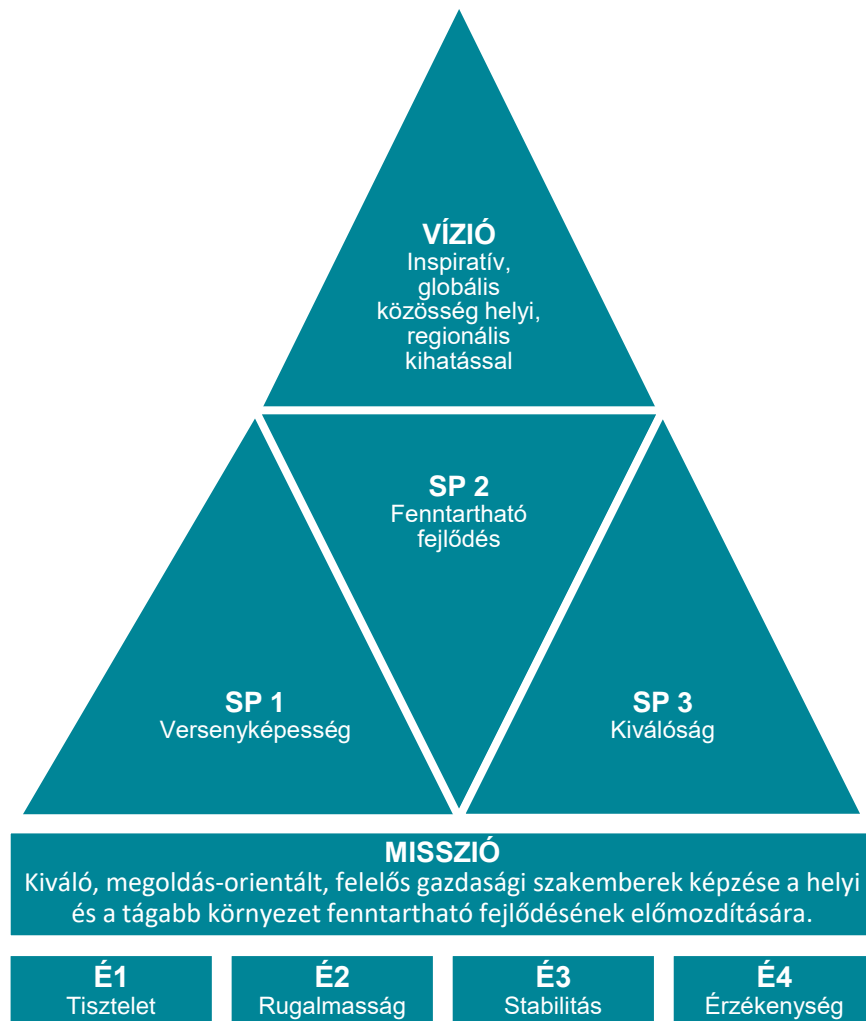 VÍZIÓ
Inspiratív,
globális
közösség helyi,
regionális
kihatással
SP 2
Fenntartható
fejlődés
SP 1
Versenyképesség
SP 3
Kiválóság
MISSZIÓ
Kiváló, megoldás-orientált, felelős gazdasági szakemberek képzése a helyi
és a tágabb környezet fenntartható fejlődésének előmozdítására.
É1
Tisztelet
É2
Rugalmasság
É3
Stabilitás
É4
Érzékenység